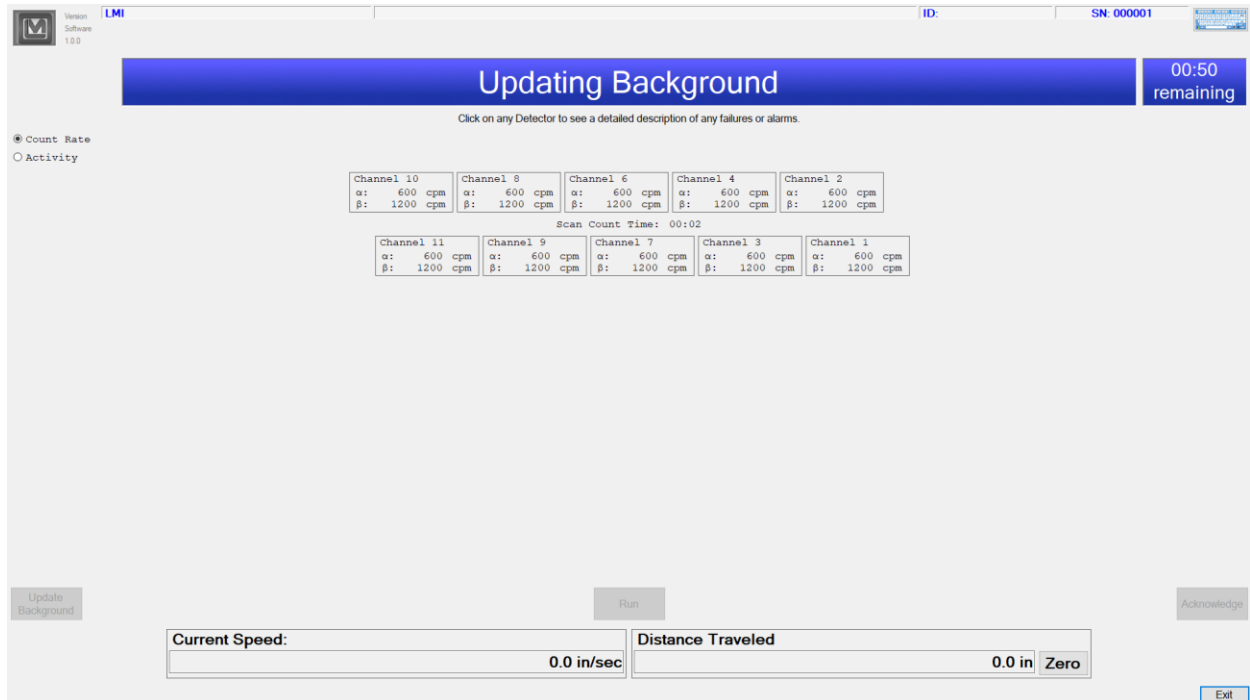 Version LMI ID: SN: 000001
Software
1.0.0
Updating Background
00:50
remaining
Click on any Detector to see a detailed description of any failures or alarms.
Count Rate
Activity
Channel 10 Channel 8 Channel 6 Channel 4 Channel 2
α: 600 cpm α: 600 cpm α: 600 cpm α: 600 cpm α: 600 cpm
β: 1200 cpm β: 1200 cpm β: 1200 cpm β: 1200 cpm β: 1200 cpm
Scan Count Time: 00:02
Channel 11 Channel 9 Channel 7 Channel 3 Channel 1
α: 600 cpm α: 600 cpm α: 600 cpm α: 600 cpm α: 600 cpm
β: 1200 cpm β: 1200 cpm β: 1200 cpm β: 1200 cpm β: 1200 cpm
Update
Background
Run
Acknowledge
Current Speed: Distance Traveled
0.0 in/sec 0.0 in Zero
Exit